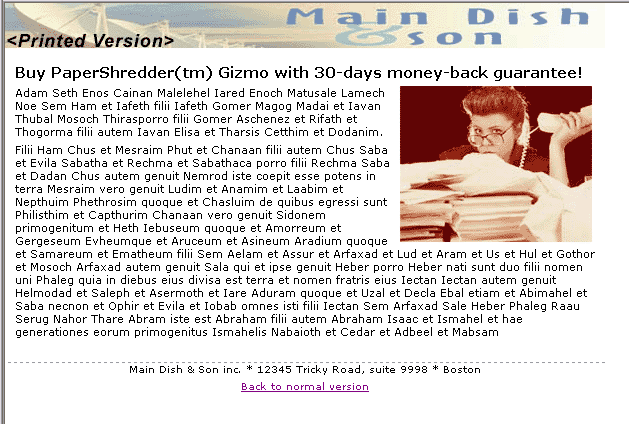 Main Dish
& son
<Printed Version>
Buy PaperShredder(tm) Gizmo with 30-days money-back guarantee!
Adam Seth Enos Cainan Malelehel Iared Enoch Matusale Lamech
Noe Sem Ham et Iafeth filii Iafeth Gomer Magog Madai et Iavan
Thubal Mosoch Thirasporro filii Gomer Aschenez et Rifath et
Thogorma filii autem Iavan Elisa et Tharsis Cetthim et Dodanim.
Filii Ham Chus et Mesraim Phut et Chanaan filii autem Chus Saba
et Evila Sabatha et Rechma et Sabathaca porro filii Rechma Saba
et Dadan Chus autem genuit Nemrod iste coepit esse potens in
terra Mesraim vero genuit Ludim et Anamim et Laabim et
Nepthuim Phethrosim quoque et Chasluim de quibus egressi sunt
Philisthim et Capthurim Chanaan vero genuit Sidonem
primogenitum et Heth Iebuseum quoque et Amorreum et
Gergeseum Evheumque et Aruceum et Asineum Aradium quoque
et Samareum et Ematheum filii Sem Aelam et Assur et Arfaxad et Lud et Aram et Us et Hul et Gothor
et Mosoch Arfaxad autem genuit Sala qui et ipse genuit Heber porro Heber nati sunt duo filii nomen
uni Phaleg quia in diebus eius divisa est terra et nomen fratris eius Iectan Iectan autem genuit
Helmodad et Saleph et Asermoth et Iare Aduram quoque et Uzal et Decla Ebal etiam et Abimahel et
Saba necnon et Ophir et Evila et Iobab omnes isti filii Iectan Sem Arfaxad Sale Heber Phaleg Raau
Serug Nahor Thare Abram iste est Abraham filii autem Abraham Isaac et Ismahel et hae
generationes eorum primogenitus Ismahelis Nabaioth et Cedar et Adbeel et Mabsam
Main Dish & Son inc. * 12345 Tricky Road, suite 9998 * Boston
Back to normal version